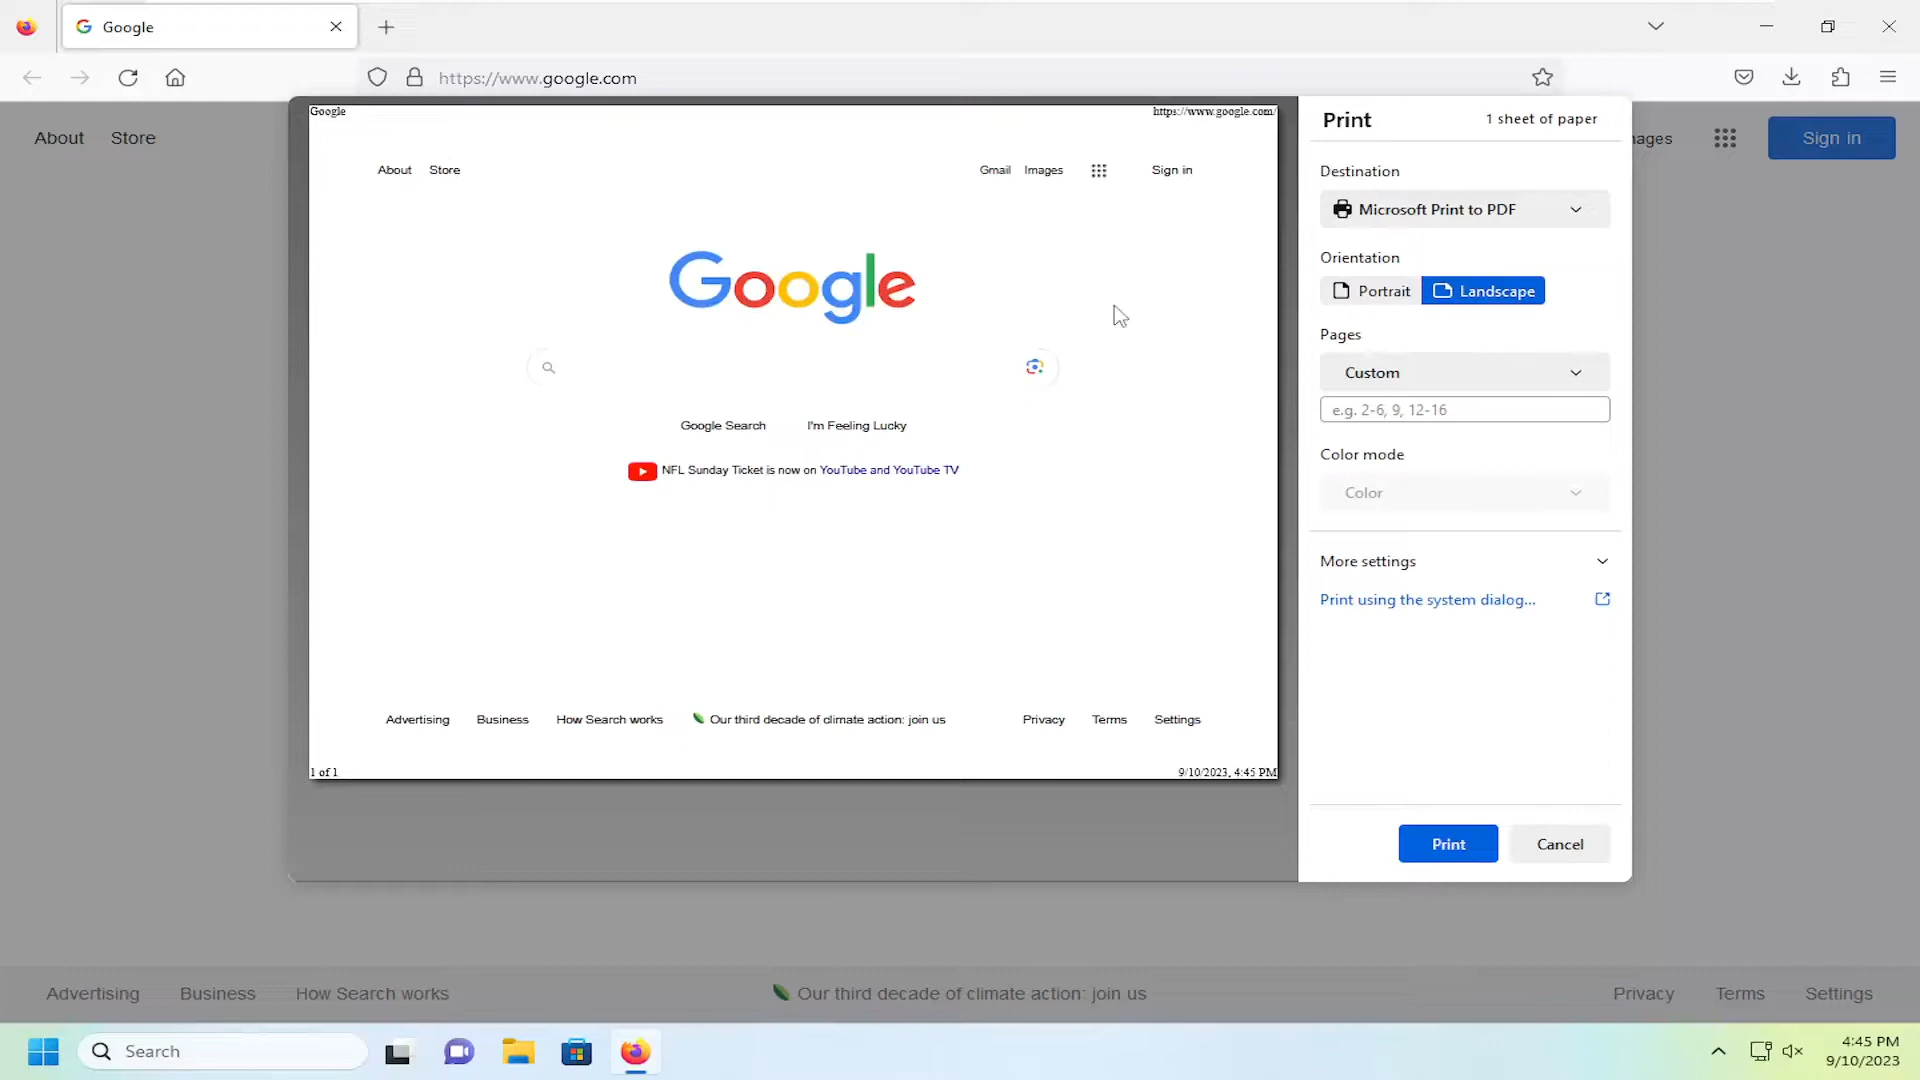 Google
https://www.google.com
About Store
ages
Sign in
Google
https://www.google.com/
About Store
Gmail Images Sign in
Google
Google Search I'm Feeling Lucky
NFL Sunday Ticket is now on YouTube and YouTube TV
Advertising Business How Search works Our third decade of climate action: join us Privacy Terms Settings
1 of 1
9/10/2023, 4:45 PM
Print
1 sheet of paper
Destination
Microsoft Print to PDF
Orientation
Portrait Landscape
Pages
Custom
e.g. 2-6, 9, 12-16
Color mode
Color
More settings
Print using the system dialog...
Print Cancel
Advertising Business How Search works Our third decade of climate action: join us Privacy Terms Settings
Search
4:45 PM
9/10/2023